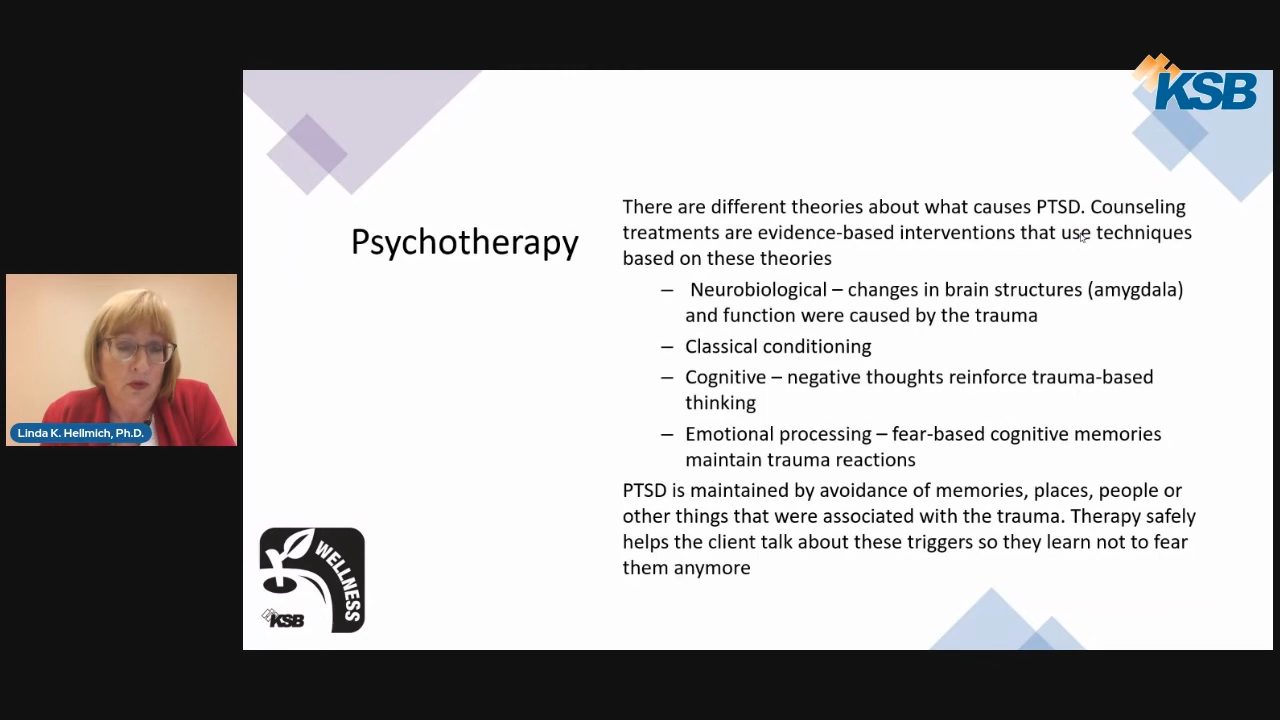 KSB
Psychotherapy
There are different theories about what causes PTSD. Counseling
treatments are evidence-based interventions that use techniques
based on these theories
– Neurobiological – changes in brain structures (amygdala)
and function were caused by the trauma
– Classical conditioning
– Cognitive – negative thoughts reinforce trauma-based
thinking
– Emotional processing – fear-based cognitive memories
maintain trauma reactions
PTSD is maintained by avoidance of memories, places, people or
other things that were associated with the trauma. Therapy safely
helps the client talk about these triggers so they learn not to fear
them anymore
Linda K. Hellmich, Ph.D.
WELLNESS
KSB